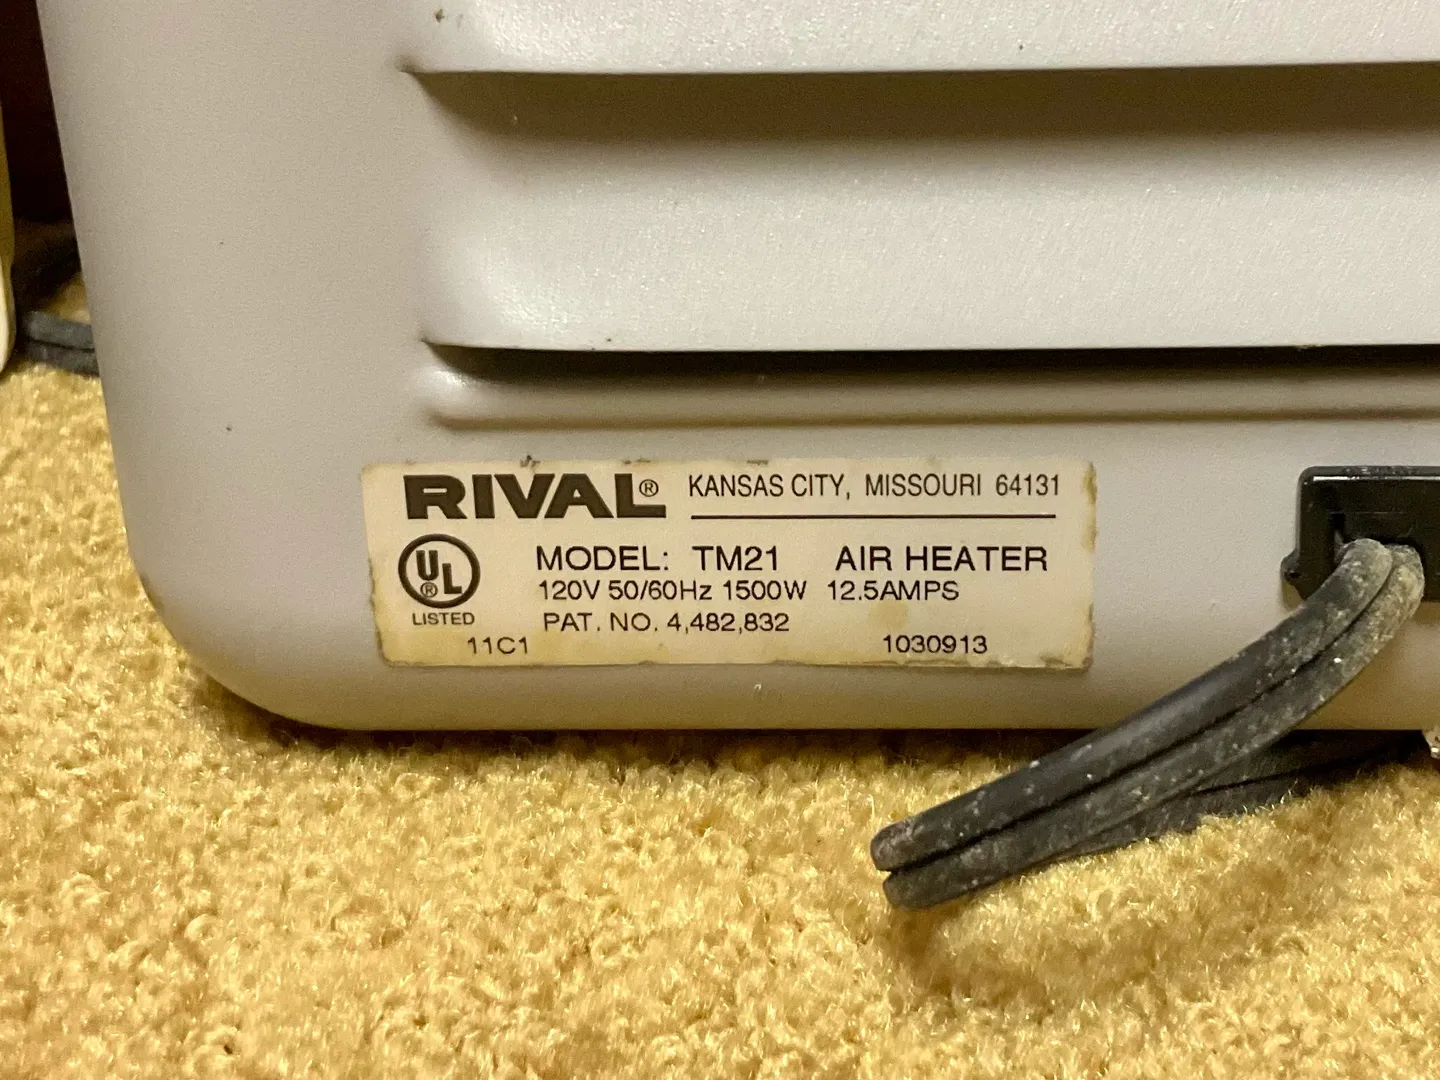 RIVAL® KANSAS CITY, MISSOURI 64131
UL®
LISTED
MODEL: TM21 AIR HEATER
120V 50/60Hz 1500W 12.5AMPS
PAT. NO. 4,482,832
11C1 1030913